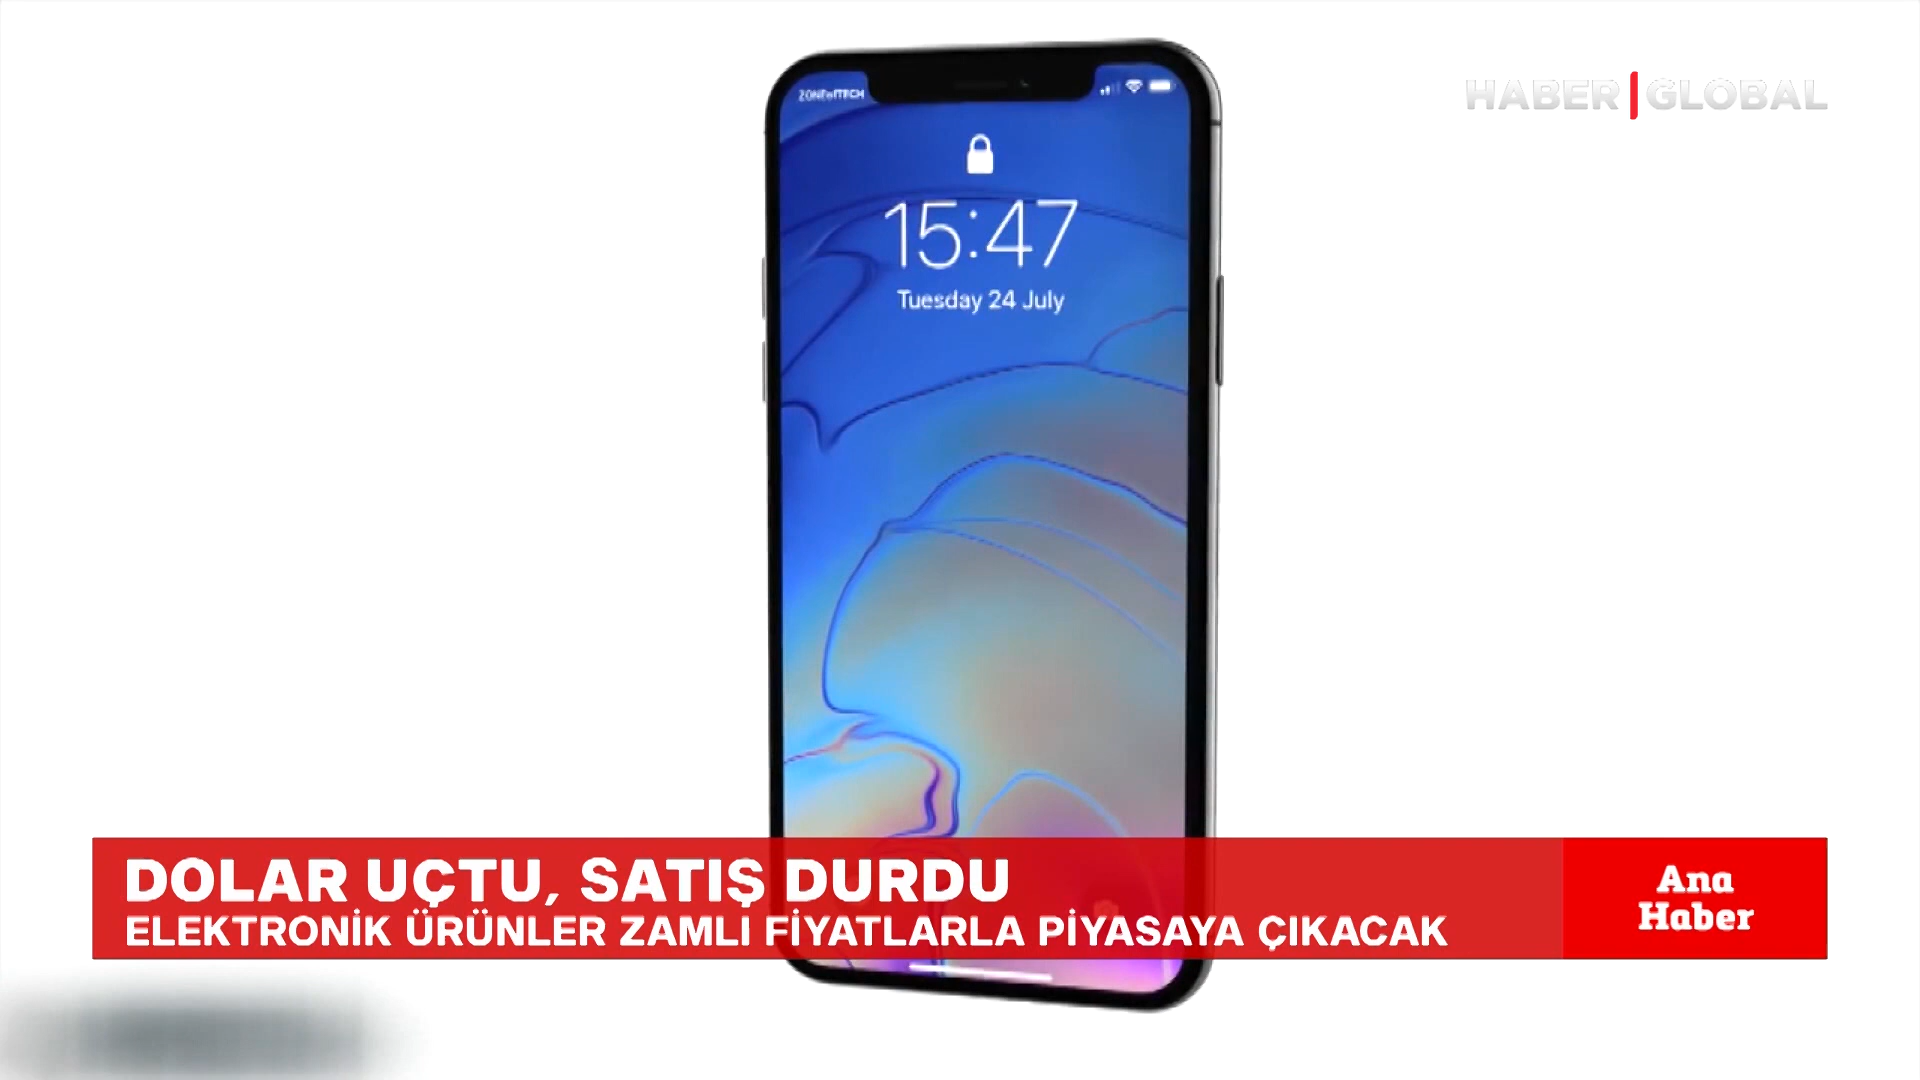 HABER GLOBAL
ZONEofTECH
15:47
Tuesday 24 July
DOLAR UÇTU, SATIŞ DURDU
ELEKTRONİK ÜRÜNLER ZAMLI FİYATLARLA PİYASAYA ÇIKACAK
Ana
Haber